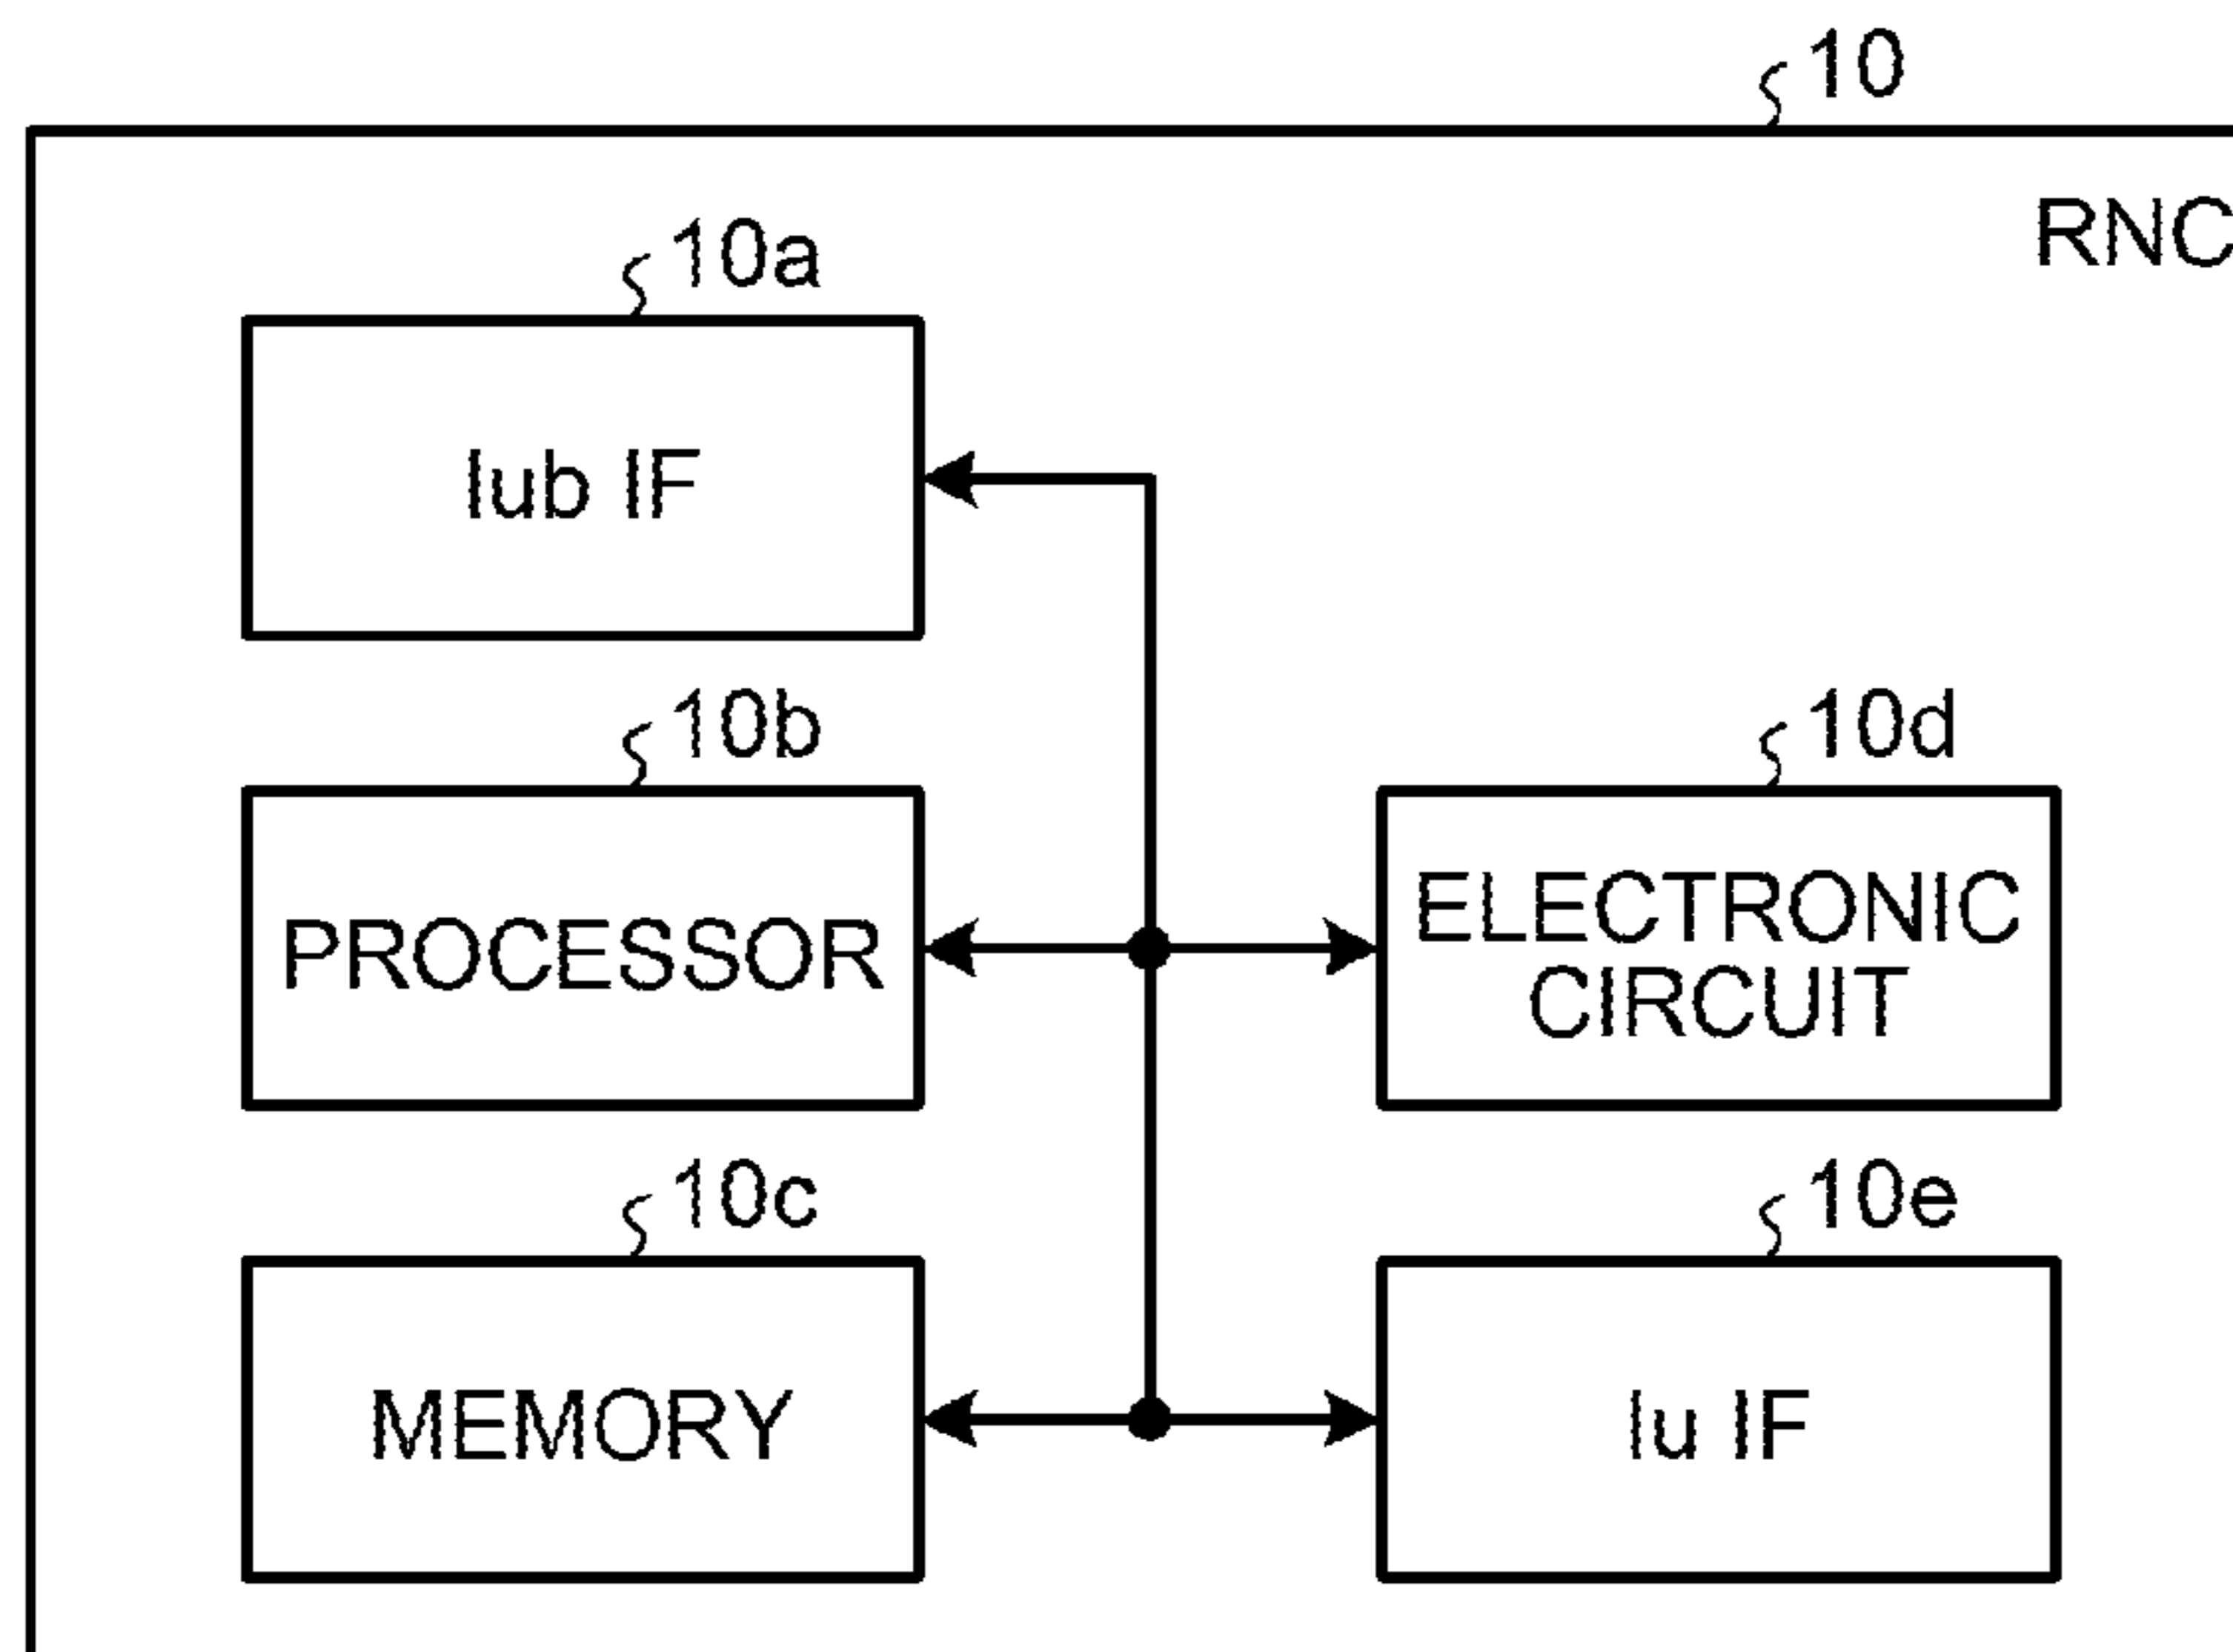 10
RNC
10a
Iub IF
10b
PROCESSOR
10d
ELECTRONIC
CIRCUIT
10c
MEMORY
10e
Iu IF